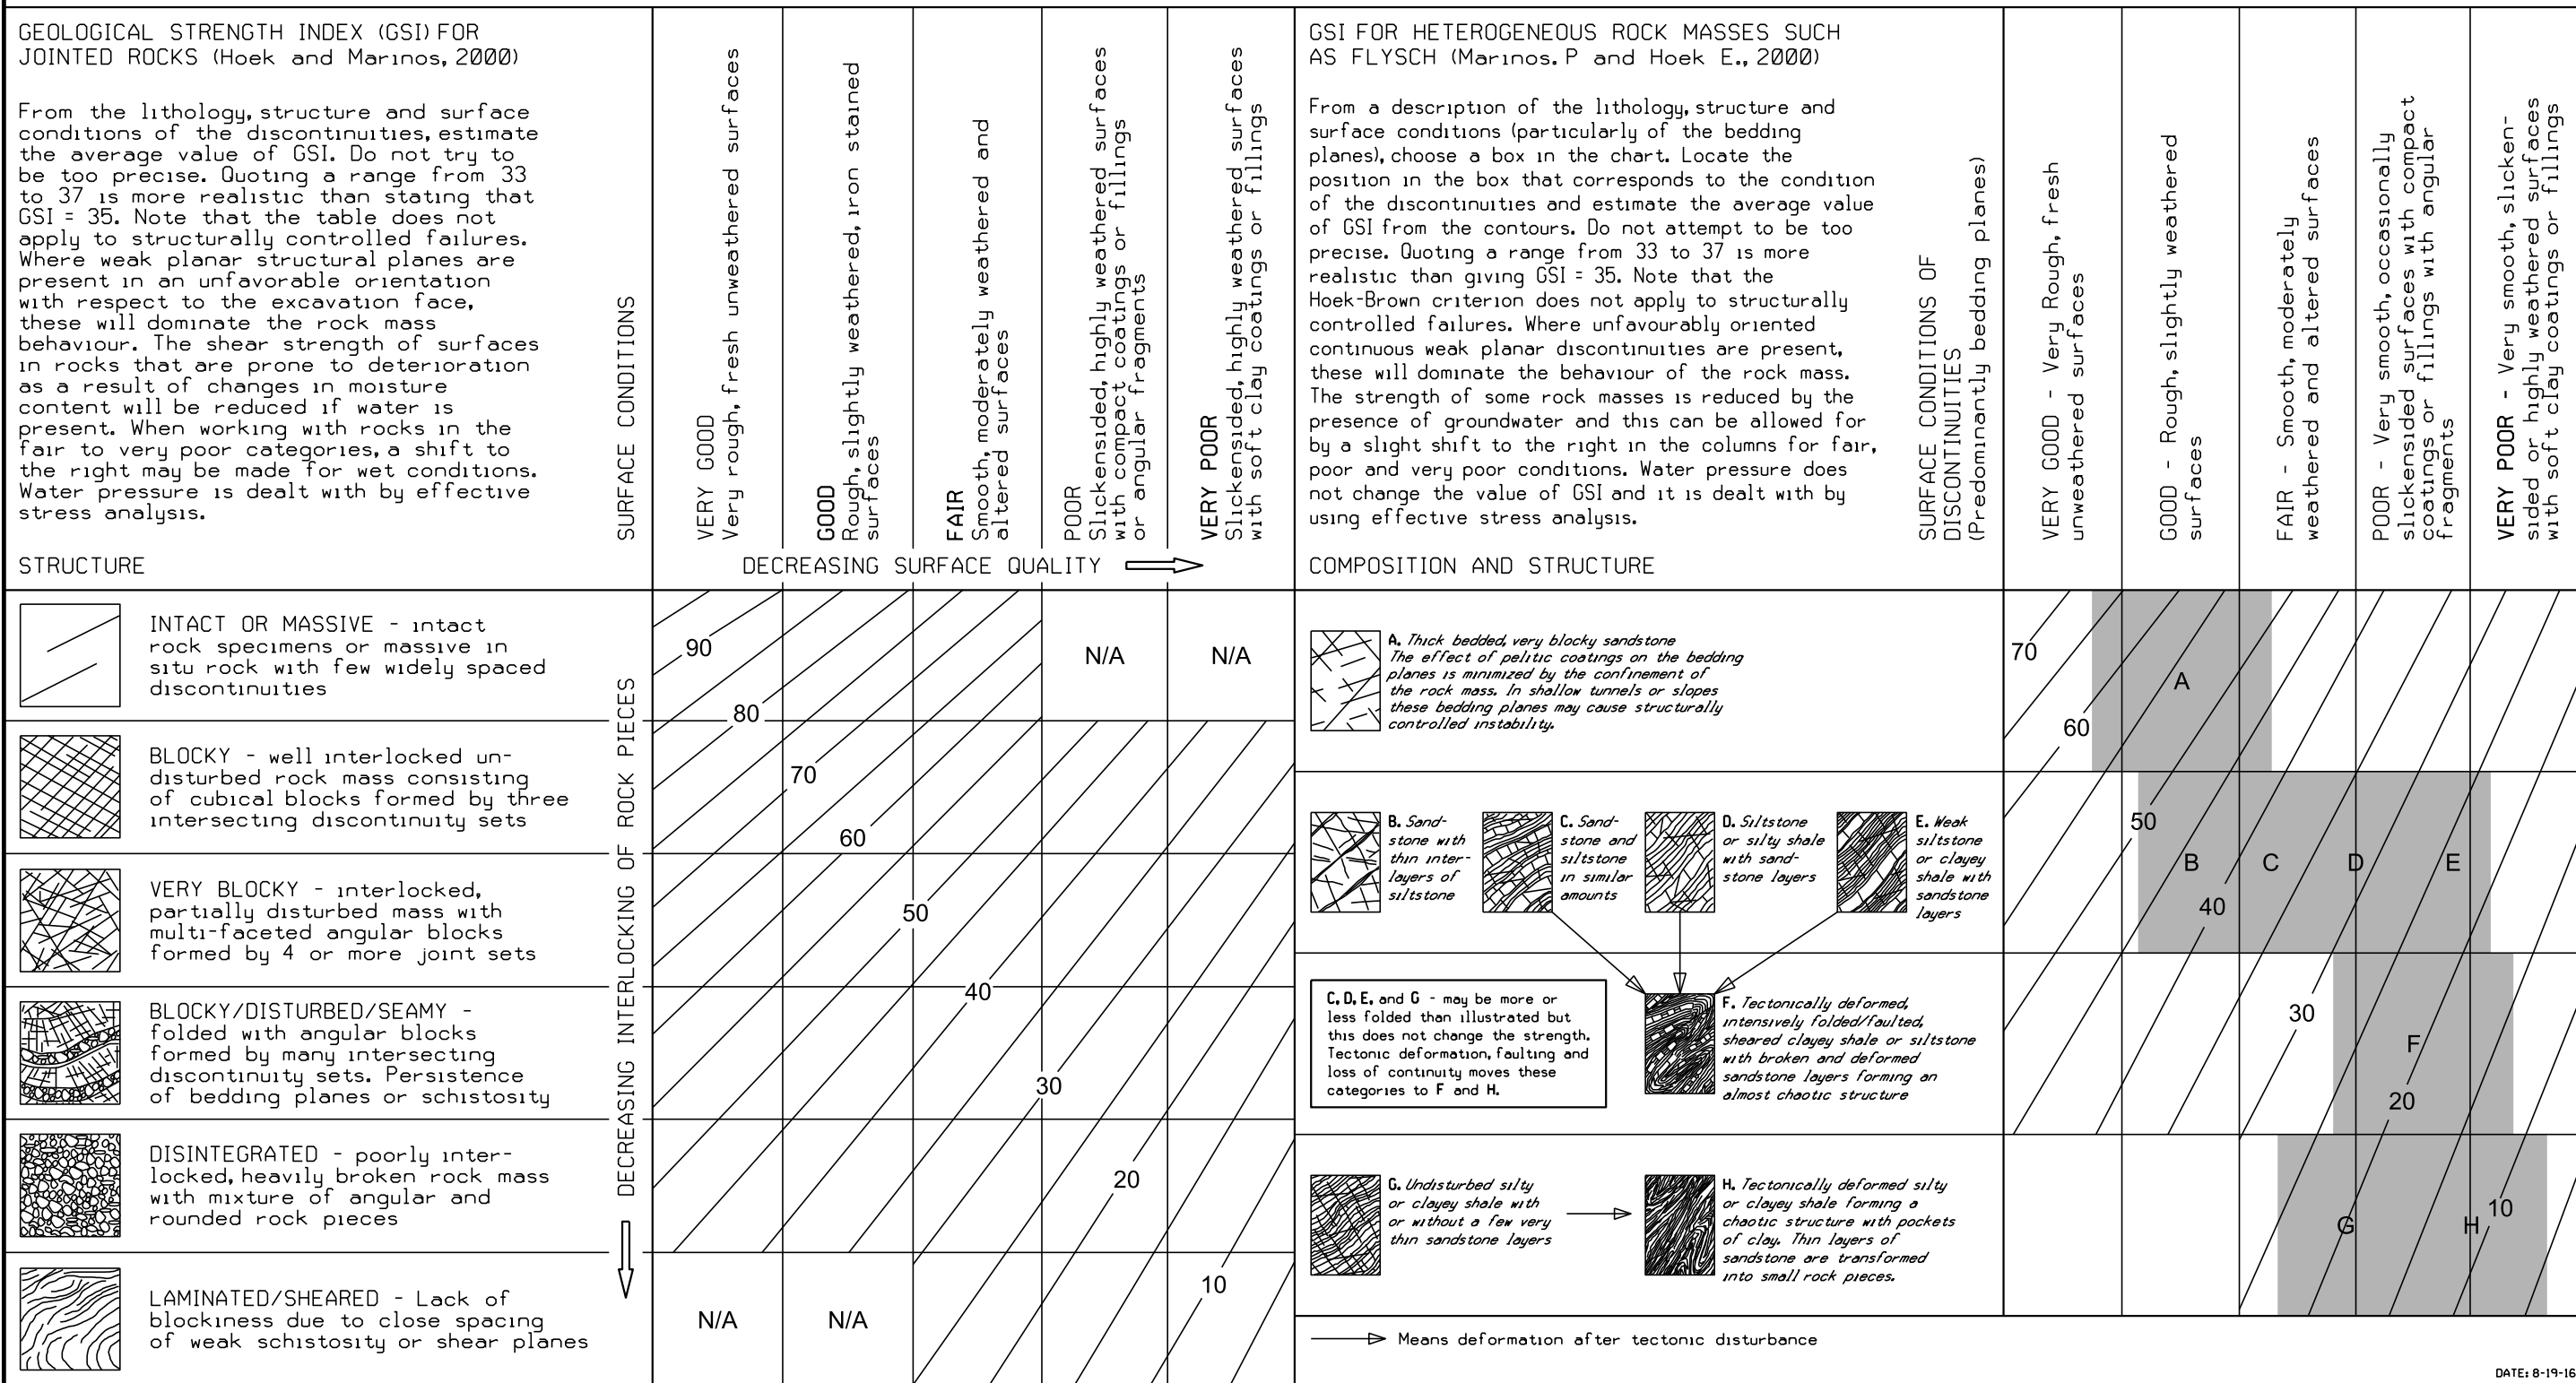 GEOLOGICAL STRENGTH INDEX (GSI) FOR
JOINTED ROCKS (Hoek and Marinos, 2000)
From the lithology, structure and surface
conditions of the discontinuities, estimate
the average value of GSI. Do not try to
be too precise. Quoting a range from 33
to 37 is more realistic than stating that
GSI = 35. Note that the table does not
apply to structurally controlled failures.
Where weak planar structural planes are
present in an unfavorable orientation
with respect to the excavation face,
these will dominate the rock mass
behaviour. The shear strength of surfaces
in rocks that are prone to deterioration
as a result of changes in moisture
content will be reduced if water is
present. When working with rocks in the
fair to very poor categories, a shift to
the right may be made for wet conditions.
Water pressure is dealt with by effective
stress analysis.
STRUCTURE
SURFACE CONDITIONS
VERY GOOD
Very rough, fresh unweathered surfaces
GOOD
Rough, slightly weathered, iron stained
surfaces
FAIR
Smooth, moderately weathered and
altered surfaces
POOR
Slickensided, highly weathered surfaces
with compact coatings or fillings
or angular fragments
VERY POOR
Slickensided, highly weathered surfaces
with soft clay coatings or fillings
DECREASING SURFACE QUALITY
DECREASING INTERLOCKING OF ROCK PIECES
INTACT OR MASSIVE - intact
rock specimens or massive in
situ rock with few widely spaced
discontinuities
BLOCKY - well interlocked un-
disturbed rock mass consisting
of cubical blocks formed by three
intersecting discontinuity sets
VERY BLOCKY - interlocked,
partially disturbed mass with
multi-faceted angular blocks
formed by 4 or more joint sets
BLOCKY/DISTURBED/SEAMY -
folded with angular blocks
formed by many intersecting
discontinuity sets. Persistence
of bedding planes or schistosity
DISINTEGRATED - poorly inter-
locked, heavily broken rock mass
with mixture of angular and
rounded rock pieces
LAMINATED/SHEARED - Lack of
blockiness due to close spacing
of weak schistosity or shear planes
90
80
70
60
50
40
30
20
10
N/A
N/A
N/A
N/A
GSI FOR HETEROGENEOUS ROCK MASSES SUCH
AS FLYSCH (Marinos. P and Hoek E., 2000)
From a description of the lithology, structure and
surface conditions (particularly of the bedding
planes), choose a box in the chart. Locate the
position in the box that corresponds to the condition
of the discontinuities and estimate the average value
of GSI from the contours. Do not attempt to be too
precise. Quoting a range from 33 to 37 is more
realistic than giving GSI = 35. Note that the
Hoek-Brown criterion does not apply to structurally
controlled failures. Where unfavourably oriented
continuous weak planar discontinuities are present,
these will dominate the behaviour of the rock mass.
The strength of some rock masses is reduced by the
presence of groundwater and this can be allowed for
by a slight shift to the right in the columns for fair,
poor and very poor conditions. Water pressure does
not change the value of GSI and it is dealt with by
using effective stress analysis.
COMPOSITION AND STRUCTURE
SURFACE CONDITIONS OF
DISCONTINUITIES
(Predominantly bedding planes)
VERY GOOD - Very Rough, fresh
unweathered surfaces
GOOD - Rough, slightly weathered
surfaces
FAIR - Smooth, moderately
weathered and altered surfaces
POOR - Very smooth, occasionally
slickensided surfaces with compact
coatings or fillings with angular
fragments
VERY POOR - Very smooth, slicken-
sided or highly weathered surfaces
with soft clay coatings or fillings
A. Thick bedded, very blocky sandstone
The effect of pelitic coatings on the bedding
planes is minimized by the confinement of
the rock mass. In shallow tunnels or slopes
these bedding planes may cause structurally
controlled instability.
B. Sand-
stone with
thin inter-
layers of
siltstone
C. Sand-
stone and
siltstone
in similar
amounts
D. Siltstone
or silty shale
with sand-
stone layers
E. Weak
siltstone
or clayey
shale with
sandstone
layers
C, D, E, and G - may be more or
less folded than illustrated but
this does not change the strength.
Tectonic deformation, faulting and
loss of continuity moves these
categories to F and H.
F. Tectonically deformed,
intensively folded/faulted,
sheared clayey shale or siltstone
with broken and deformed
sandstone layers forming an
almost chaotic structure
G. Undisturbed silty
or clayey shale with
or without a few very
thin sandstone layers
H. Tectonically deformed silty
or clayey shale forming a
chaotic structure with pockets
of clay. Thin layers of
sandstone are transformed
into small rock pieces.
70
60
A
50
B
C
D
E
40
30
F
20
G
H
10
Means deformation after tectonic disturbance
DATE: 8-19-16